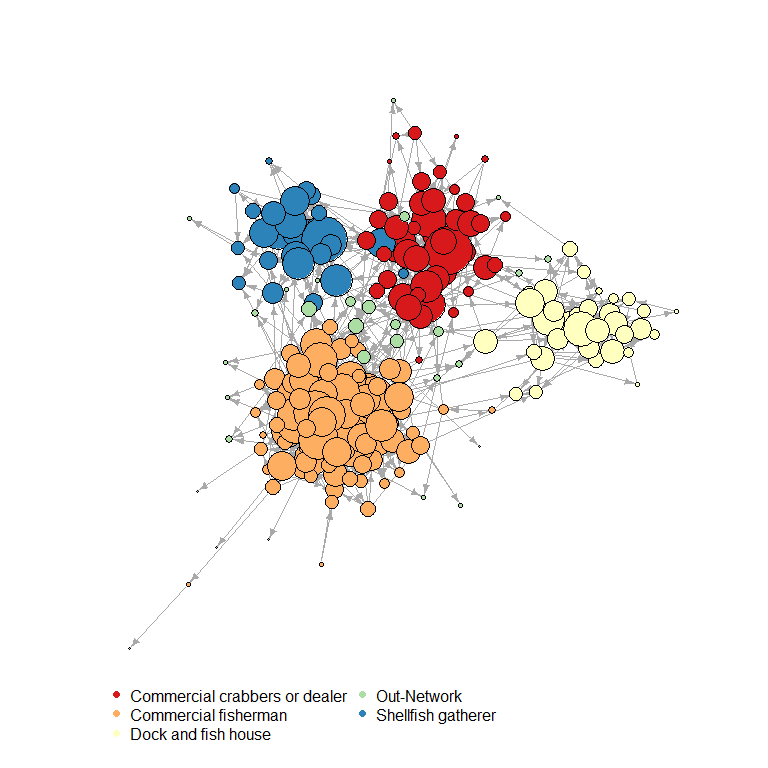 Commercial crabbers or dealer
Commercial fisherman
Dock and fish house
Out-Network
Shellfish gatherer